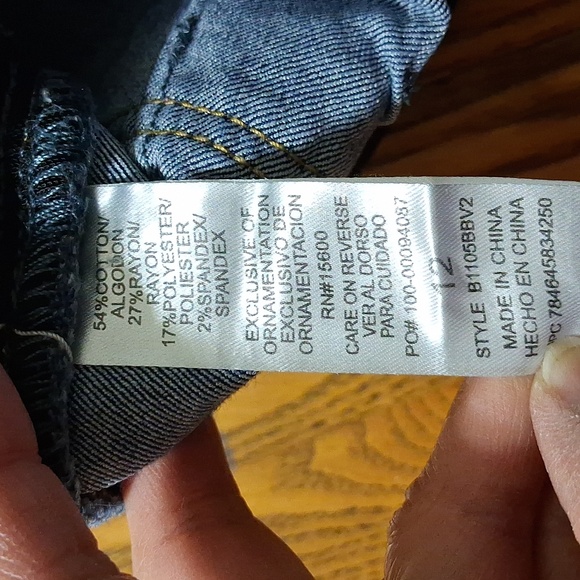 54%COTTON/
ALGODON
27%RAYON/
RAYON
17%POLYESTER/
POLIESTER
2%SPANDEX/
SPANDEX
EXCLUSIVE OF
ORNAMENTATION
EXCLUSIVO DE
ORNAMENTACION
RN#15600
CARE ON REVERSE
VER AL DORSO
PARA CUIDADO
PO# 100-00094087
12
STYLE B1105BBV2
MADE IN CHINA
HECHO EN CHINA
PC 784645834250